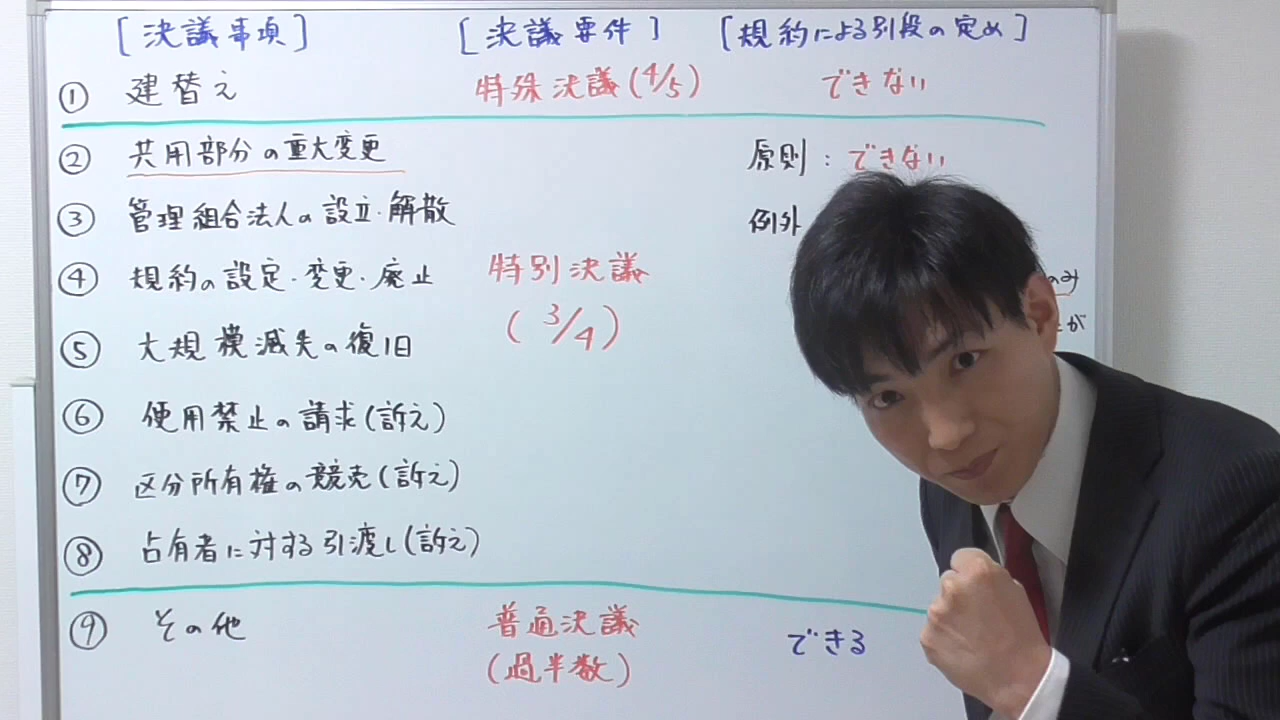 [決議事項] [決議要件] [規約による別段の定め]
① 建替え 特殊決議(4/5) できない
② 共用部分の重大変更 原則:できない
③ 管理組合法人の設立・解散 例外
④ 規約の設定・変更・廃止 特別決議 のみ
⑤ 大規模滅失の復旧 (3/4) が
⑥ 使用禁止の請求(訴え)
⑦ 区分所有権の競売(訴え)
⑧ 占有者に対する引渡し(訴え)
⑨ その他 普通決議 できる
(過半数)